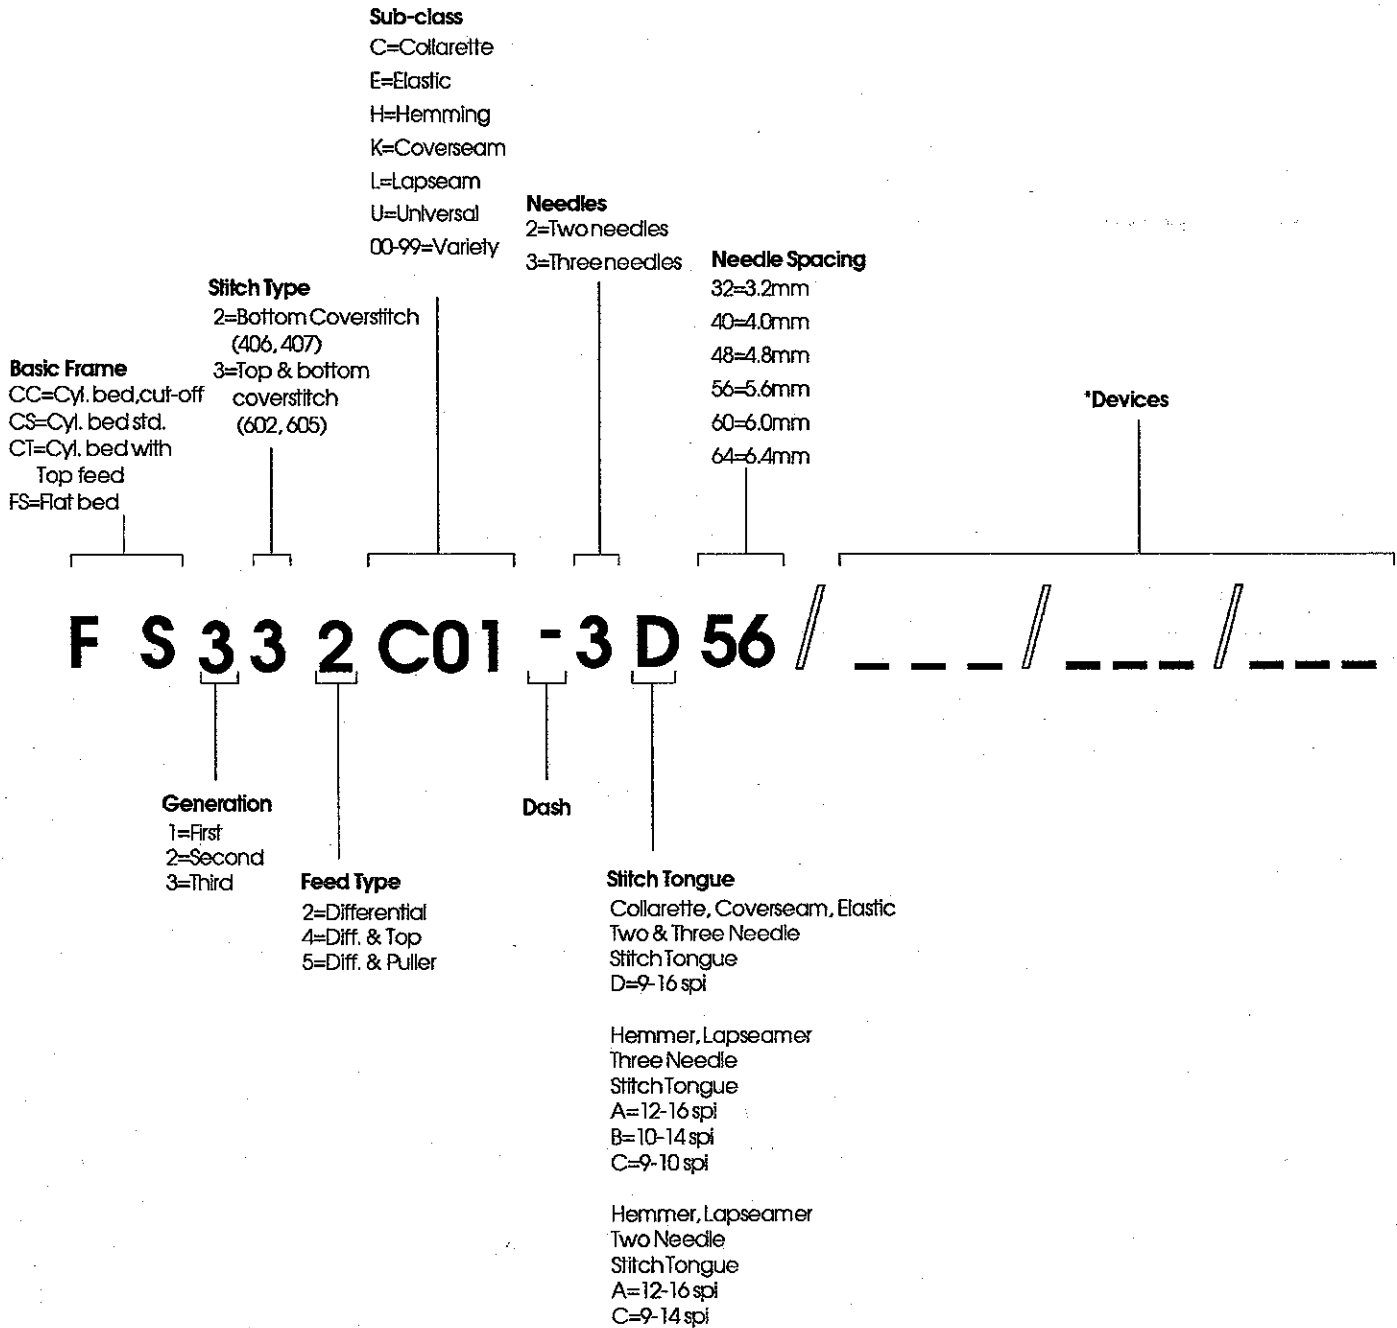 Sub-class
C=Collarette
E=Elastic
H=Hemming
K=Coverseam
L=Lapseam
U=Universal
00-99=Variety
Needles
2=Two needles
3=Three needles
Needle Spacing
32=3.2mm
40=4.0mm
48=4.8mm
56=5.6mm
60=6.0mm
64=6.4mm
Stitch Type
2=Bottom Coverstitch
(406, 407)
3=Top & bottom
coverstitch
(602, 605)
Basic Frame
CC=Cyl. bed,cut-off
CS=Cyl. bed std.
CT=Cyl. bed with
Top feed
FS=Flat bed
*Devices
F S 3 3 2 C01 - 3 D 56 / _ _ _ / _ _ _ / _ _ _
Generation
1=First
2=Second
3=Third
Feed Type
2=Differential
4=Diff. & Top
5=Diff. & Puller
Dash
Stitch Tongue
Collarette, Coverseam, Elastic
Two & Three Needle
Stitch Tongue
D=9-16 spi
Hemmer, Lapseamer
Three Needle
Stitch Tongue
A=12-16 spi
B=10-14 spi
C=9-10 spi
Hemmer, Lapseamer
Two Needle
Stitch Tongue
A=12-16 spi
C=9-14 spi